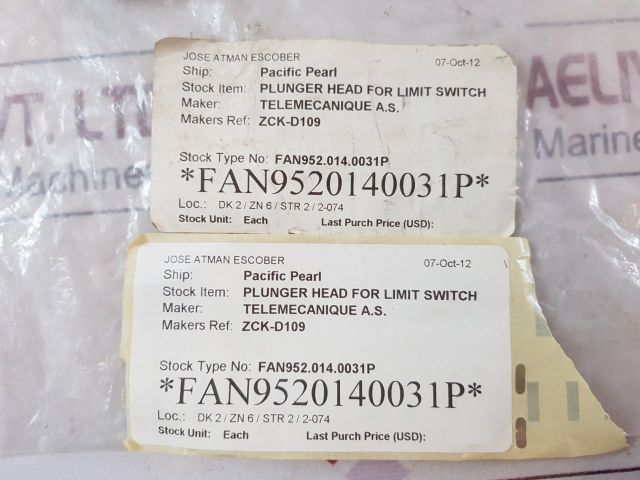 JOSE ATMAN ESCOBER 07-Oct-12
Ship: Pacific Pearl
Stock Item: PLUNGER HEAD FOR LIMIT SWITCH
Maker: TELEMECANIQUE A.S.
Makers Ref: ZCK-D109
Stock Type No: FAN952.014.0031P
*FAN9520140031P*
Loc.: DK 2 / ZN 6 / STR 2 / 2-074
Stock Unit: Each Last Purch Price (USD):
JOSE ATMAN ESCOBER 07-Oct-12
Ship: Pacific Pearl
Stock Item: PLUNGER HEAD FOR LIMIT SWITCH
Maker: TELEMECANIQUE A.S.
Makers Ref: ZCK-D109
Stock Type No: FAN952.014.0031P
*FAN9520140031P*
Loc.: DK 2 / ZN 6 / STR 2 / 2-074
Stock Unit: Each Last Purch Price (USD):
VT. LTD
Machine
AELIY
Marine